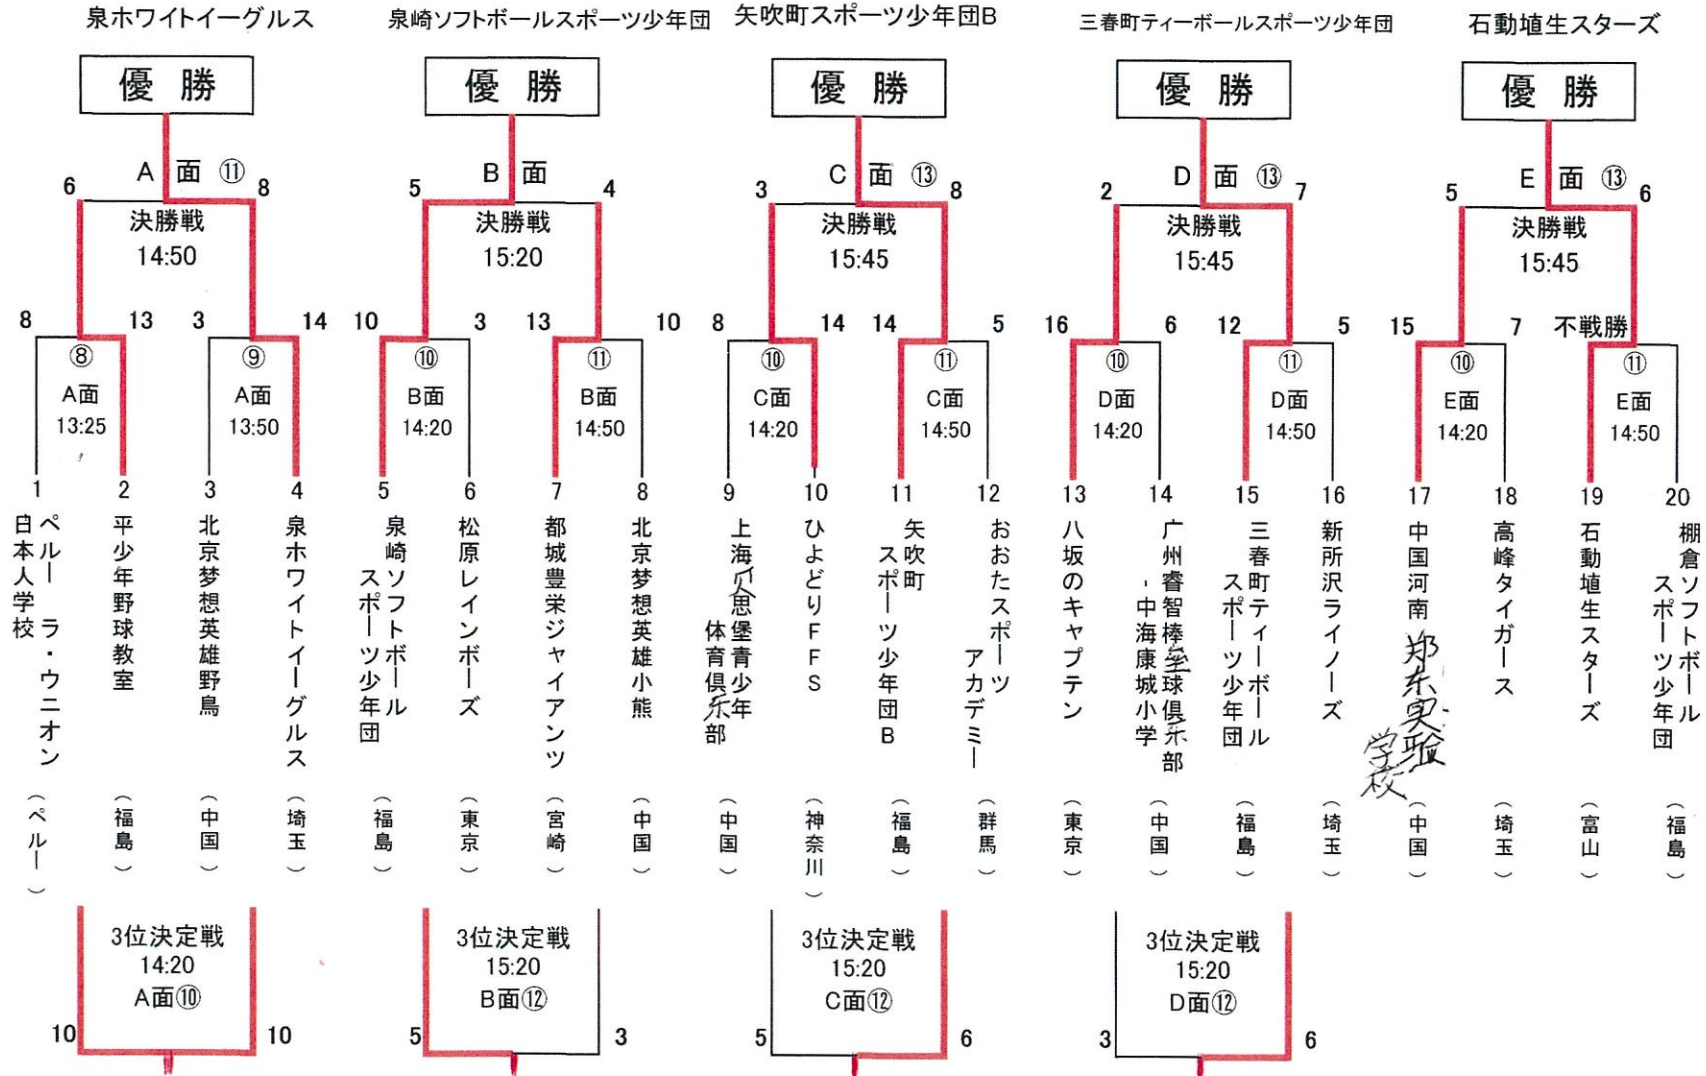 泉ホワイトイーグルス
泉崎ソフトボールスポーツ少年団
矢吹町スポーツ少年団B
三春町ティーボールスポーツ少年団
石動埴生スターズ
優勝
優勝
優勝
優勝
優勝
A面 ⑪
B面
C面 ⑬
D面 ⑬
E面 ⑬
6 8
5 4
3 8
2 7
5 6
決勝戦
14:50
決勝戦
15:20
決勝戦
15:45
決勝戦
15:45
決勝戦
15:45
8 13
3 14
10 3
13 10
8 14
14 5
16 6
12 5
15 7
不戦勝
⑧
A面
13:25
⑨
A面
13:50
⑩
B面
14:20
⑪
B面
14:50
⑩
C面
14:20
⑪
C面
14:50
⑩
D面
14:20
⑪
D面
14:50
⑩
E面
14:20
⑪
E面
14:50
1
ペルー ラ・ウニオン
日本人学校
(ペルー)
2
平少年野球教室
(福島)
3
北京梦想英雄野鳥
(中国)
4
泉ホワイトイーグルス
(埼玉)
5
泉崎ソフトボール
スポーツ少年団
(福島)
6
松原レインボーズ
(東京)
7
都城豊栄ジャイアンツ
(宮崎)
8
北京梦想英雄小熊
(中国)
9
上海贝思堡青少年
体育倶乐部
(中国)
10
ひよどりFFS
(神奈川)
11
矢吹町
スポーツ少年団B
(福島)
12
おおたスポーツ
アカデミー
(群馬)
13
八坂のキャプテン
(東京)
14
广州睿智棒垒球倶乐部
-中海康城小学
(中国)
15
三春町ティーボール
スポーツ少年団
(福島)
16
新所沢ライノーズ
(埼玉)
17
中国河南郑东実验
学校
(中国)
18
高峰タイガース
(埼玉)
19
石動埴生スターズ
(富山)
20
棚倉ソフトボール
スポーツ少年団
(福島)
3位決定戦
14:20
A面⑩
10 10
3位決定戦
15:20
B面⑫
5 3
3位決定戦
15:20
C面⑫
5 6
3位決定戦
15:20
D面⑫
3 6